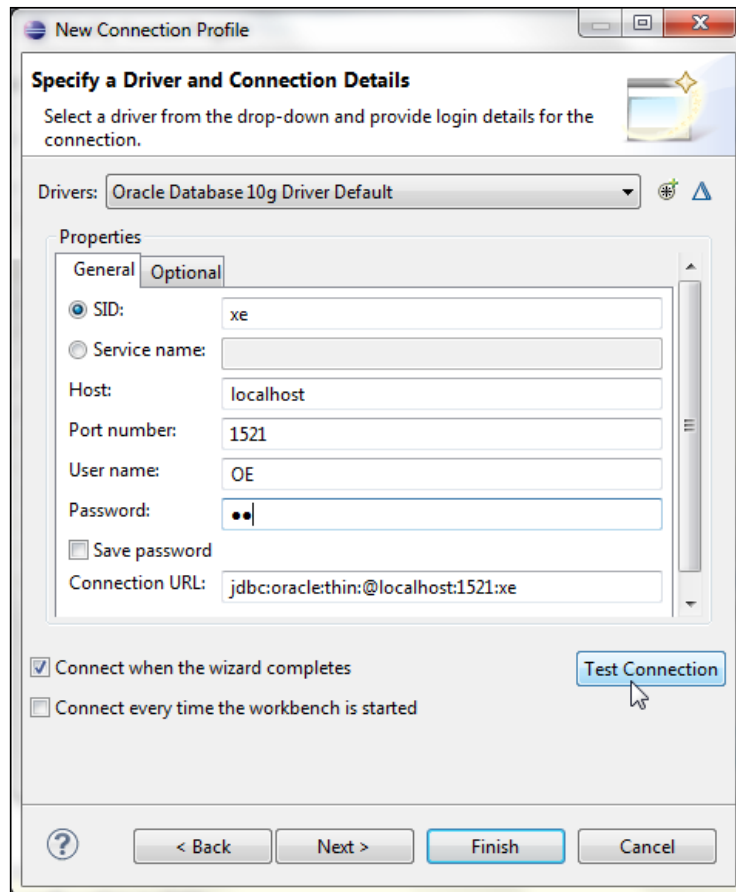 New Connection Profile
Specify a Driver and Connection Details
Select a driver from the drop-down and provide login details for the
connection.
Drivers: Oracle Database 10g Driver Default
Properties
General Optional
SID: xe
Service name:
Host: localhost
Port number: 1521
User name: OE
Password: ●●
Save password
Connection URL: jdbc:oracle:thin:@localhost:1521:xe
Connect when the wizard completes Test Connection
Connect every time the workbench is started
? < Back Next > Finish Cancel